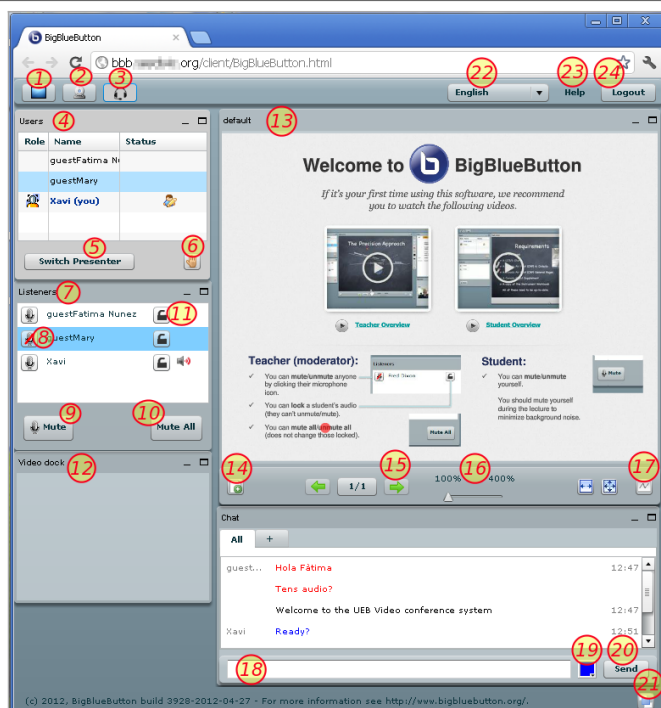 BigBlueButton
bbb. .org/client/BigBlueButton.html
1 2 3 22 23 24
English Help Logout
Users 4
Role Name Status
guestFatima Nu
guestMary
Xavi (you)
5 6
Switch Presenter
Listeners 7
guestFatima Nunez 11
8 guestMary
Xavi
9 10
Mute Mute All
Video dock 12
default 13
Welcome to b BigBlueButton
If it's your first time using this software, we recommend
you to watch the following videos.
The Precision Approach
Requirements
Teacher Overview Student Overview
Teacher (moderator):
✓ You can mute/unmute anyone
by clicking their microphone
icon.
✓ You can lock a student's audio
(they can't unmute/mute).
✓ You can mute all/unmute all
(does not change those locked).
Mute All
Student:
✓ You can mute/unmute
yourself.
You should mute yourself
during the lecture to
minimize background noise.
Mute
14 15 16 17
1/1 100% 400%
Chat
All +
guest... Hola Fàtima 12:47
Tens audio?
Welcome to the UEB Video conference system 12:47
Xavi Ready? 12:51
18 19 20
Send
21
(c) 2012, BigBlueButton build 3928-2012-04-27 - For more information see http://www.bigbluebutton.org/.